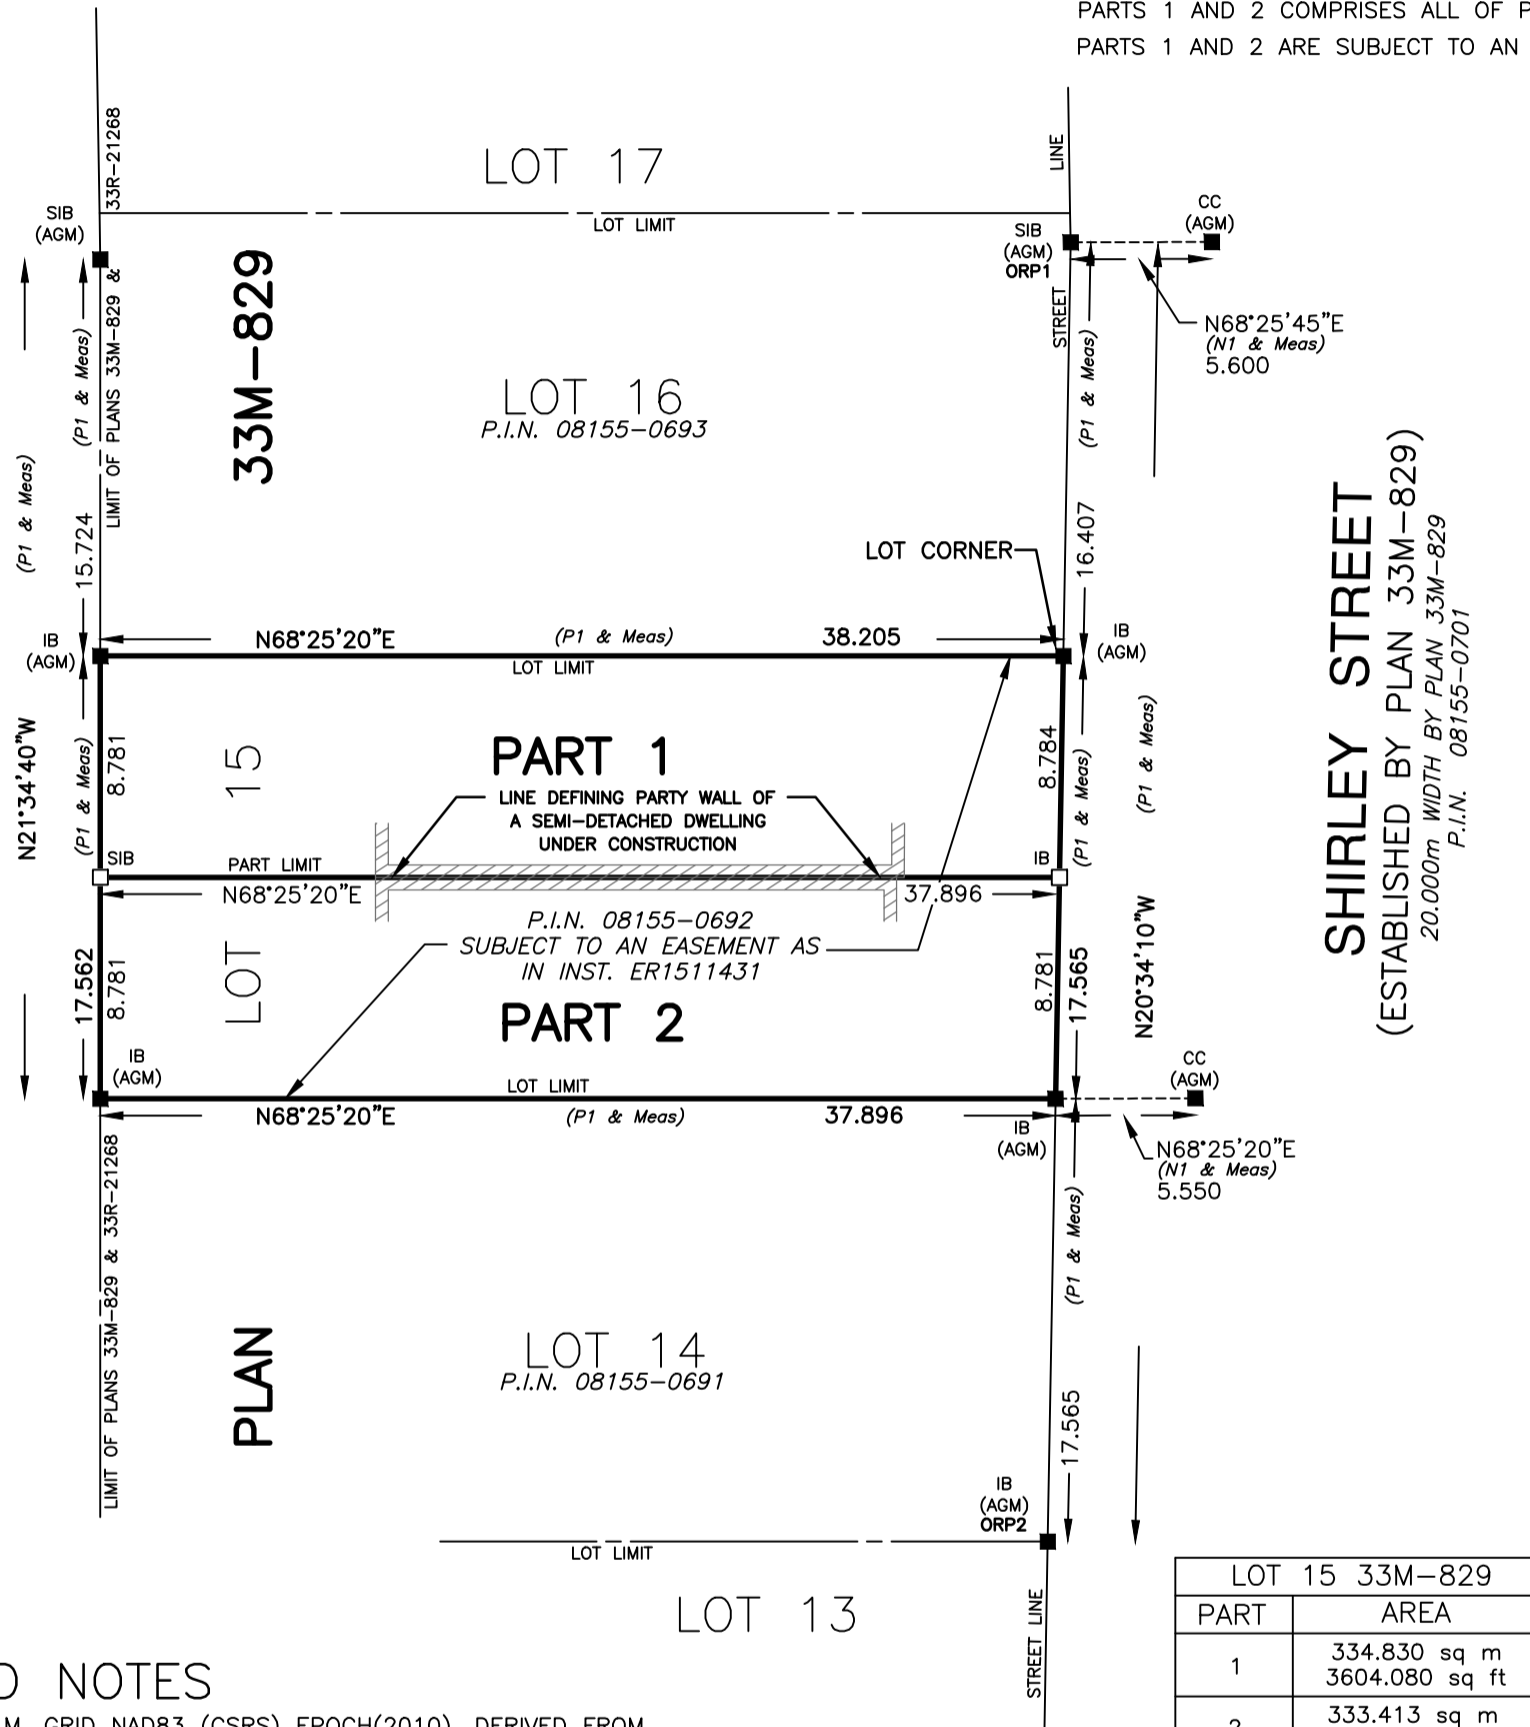 PARTS 1 AND 2 COMPRISES ALL OF
PARTS 1 AND 2 ARE SUBJECT TO AN
33R-21268
LINE
LOT 17
LOT LIMIT
SIB
(AGM)
SIB
(AGM)
ORP1
CC
(AGM)
STREET
N68°25'45"E
(N1 & Meas)
5.600
33M-829
LIMIT OF PLANS 33M-829 &
(P1 & Meas)
(P1 & Meas)
15.724
LOT 16
P.I.N. 08155-0693
(P1 & Meas)
16.407
LOT CORNER
SHIRLEY STREET
(ESTABLISHED BY PLAN 33M-829)
20.000m WIDTH BY PLAN 33M-829
P.I.N. 08155-0701
IB
(AGM)
N68°25'20"E
(P1 & Meas)
38.205
IB
(AGM)
LOT LIMIT
N21°34'40"W
(P1 & Meas)
8.781
LOT 15
PART 1
LINE DEFINING PARTY WALL OF
A SEMI-DETACHED DWELLING
UNDER CONSTRUCTION
8.784
(P1 & Meas)
(P1 & Meas)
SIB
PART LIMIT
IB
N68°25'20"E
37.896
P.I.N. 08155-0692
SUBJECT TO AN EASEMENT AS
IN INST. ER1511431
17.562
8.781
PART 2
8.781
17.565
N20°34'10"W
IB
(AGM)
LOT LIMIT
CC
(AGM)
N68°25'20"E
(P1 & Meas)
37.896
IB
(AGM)
N68°25'20"E
(N1 & Meas)
5.550
LIMIT OF PLANS 33M-829 & 33R-21268
(P1 & Meas)
PLAN
LOT 14
P.I.N. 08155-0691
17.565
IB
(AGM)
ORP2
LOT LIMIT
LOT 13
STREET LINE
LOT 15 33M-829
PART AREA
1 334.830 sq m
3604.080 sq ft
333.413 sq m
NOTES
GRID NAD83 (CSRS) EPOCH(2010), DERIVED FROM